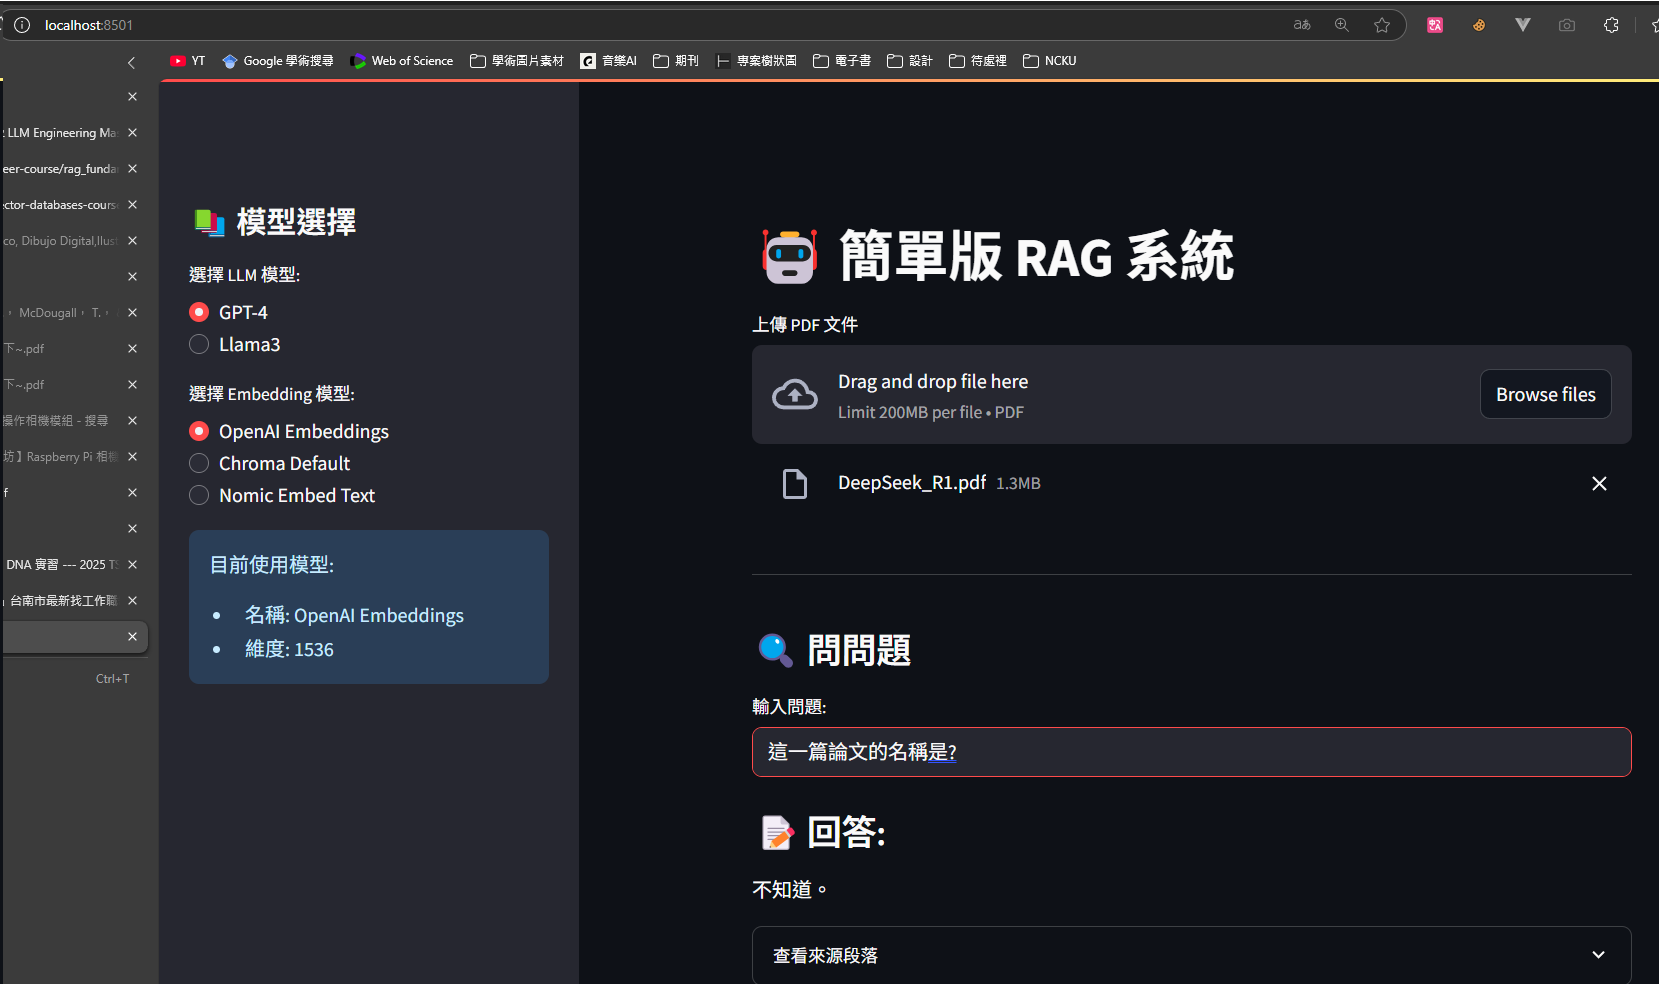 localhost:8501
YT
Google 學術搜尋
Web of Science
學術圖片素材
音樂AI
期刊
專案樹狀圖
電子書
設計
待處裡
NCKU
LLM Engineering Mas
eer-course/rag_funda
ector-databases-cours
co, Dibujo Digital,Ilust
， McDougall， T.，
下~.pdf
下~.pdf
操作相機模組 - 搜尋
坊】Raspberry Pi 相機
f
DNA 實習 --- 2025 TS
台南市最新找工作職
Ctrl+T
模型選擇
選擇 LLM 模型:
GPT-4
Llama3
選擇 Embedding 模型:
OpenAI Embeddings
Chroma Default
Nomic Embed Text
目前使用模型:
• 名稱: OpenAI Embeddings
• 維度: 1536
簡單版 RAG 系統
上傳 PDF 文件
Drag and drop file here
Limit 200MB per file • PDF
Browse files
DeepSeek_R1.pdf 1.3MB
問問題
輸入問題:
這一篇論文的名稱是?
回答:
不知道。
查看來源段落